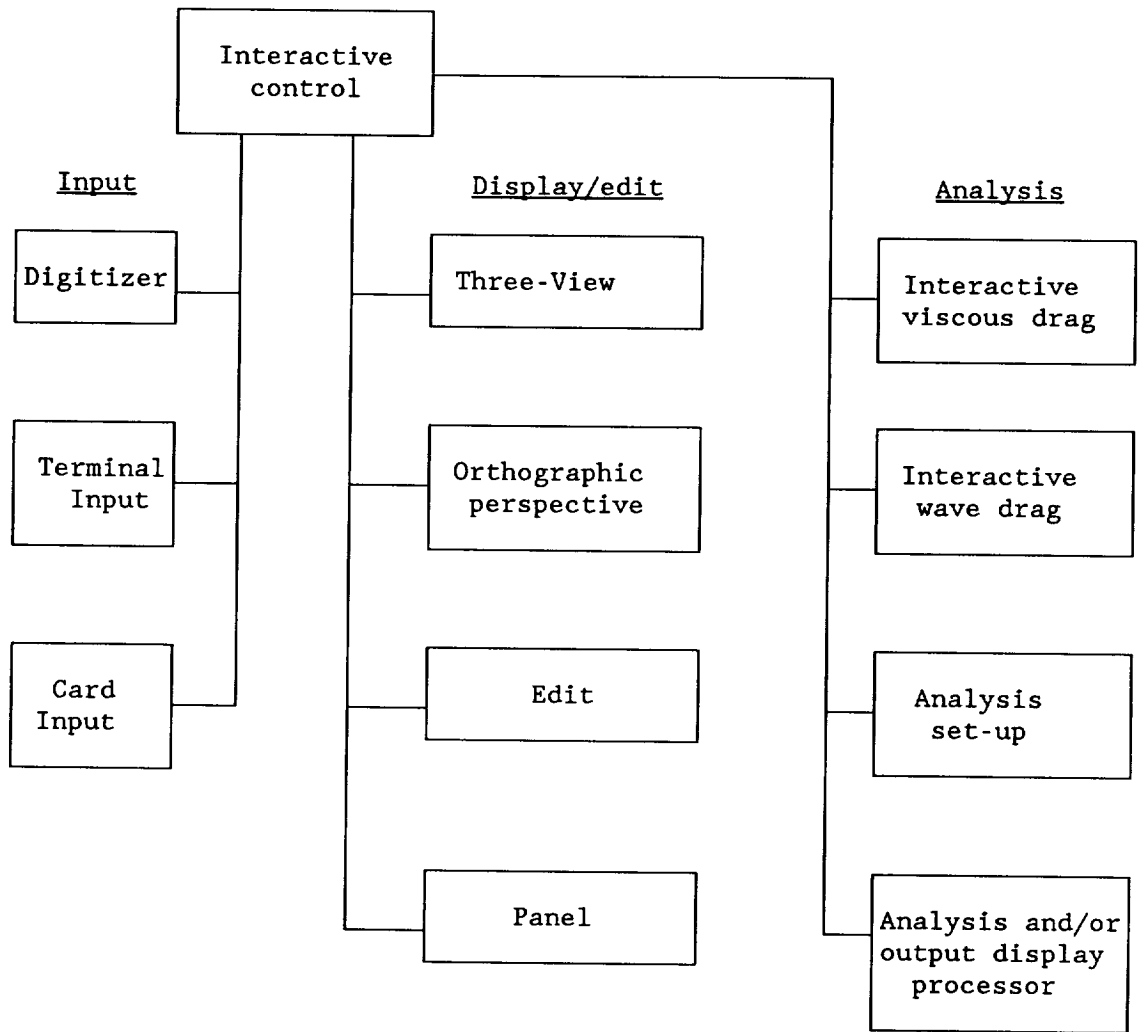 Interactive
control
Input
Digitizer
Terminal
Input
Card
Input
Display/edit
Three-View
Orthographic
perspective
Edit
Panel
Analysis
Interactive
viscous drag
Interactive
wave drag
Analysis
set-up
Analysis and/or
output display
processor